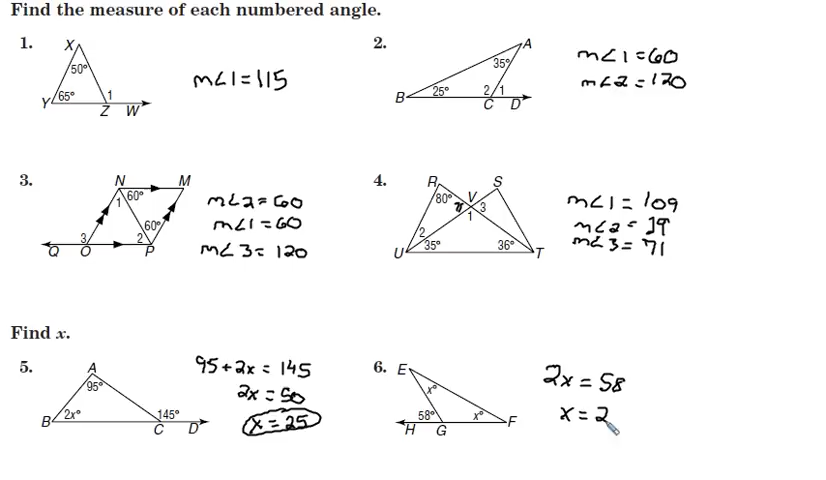 Find the measure of each numbered angle.
1.
X
50°
Y
65°
1
Z
W
m∠1=115
2.
A
35°
B
25°
2
1
C
D
m∠1=60
m∠2=120
3.
N
M
1
60°
60°
3
2
Q
O
P
m∠2=60
m∠1=60
m∠3=120
4.
R
S
80°
V
3
1
2
35°
36°
U
T
m∠1=109
m∠3=71
Find x.
5.
A
95°
B
2x°
145°
C
D
95+2x=145
2x=50
x=25
6.
E
x°
58°
x°
H
G
F
2x=58
x=2